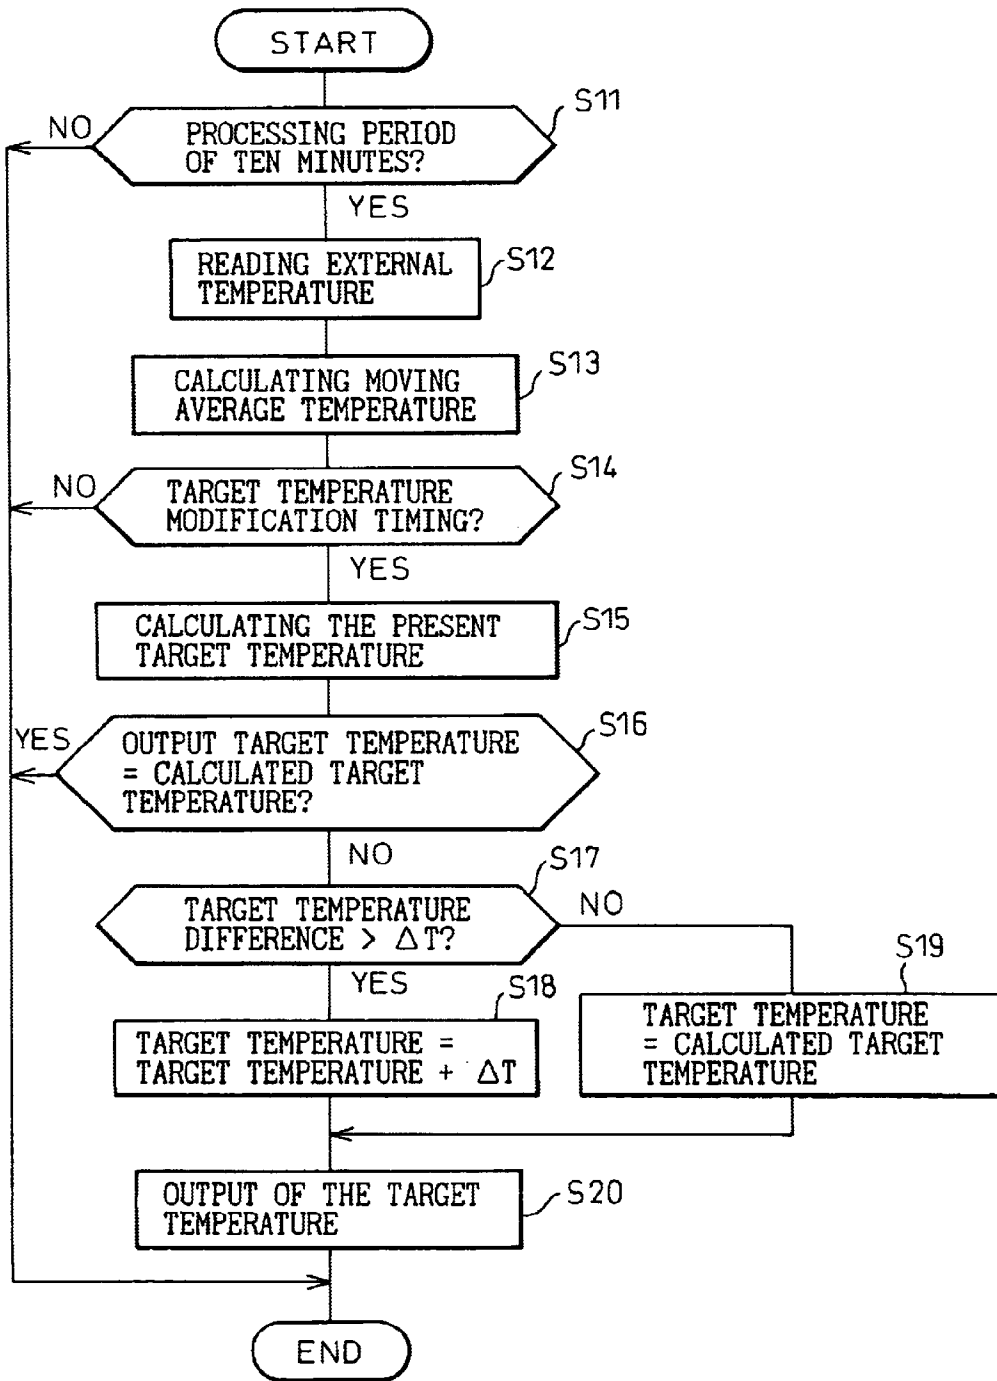 START
S11
NO
PROCESSING PERIOD
OF TEN MINUTES?
YES
S12
READING EXTERNAL
TEMPERATURE
S13
CALCULATING MOVING
AVERAGE TEMPERATURE
S14
NO
TARGET TEMPERATURE
MODIFICATION TIMING?
YES
S15
CALCULATING THE PRESENT
TARGET TEMPERATURE
S16
YES
OUTPUT TARGET TEMPERATURE
= CALCULATED TARGET
TEMPERATURE?
NO
S17
TARGET TEMPERATURE
DIFFERENCE > ΔT?
NO
YES
S18
TARGET TEMPERATURE =
TARGET TEMPERATURE + ΔT
S19
TARGET TEMPERATURE
= CALCULATED TARGET
TEMPERATURE
S20
OUTPUT OF THE TARGET
TEMPERATURE
END